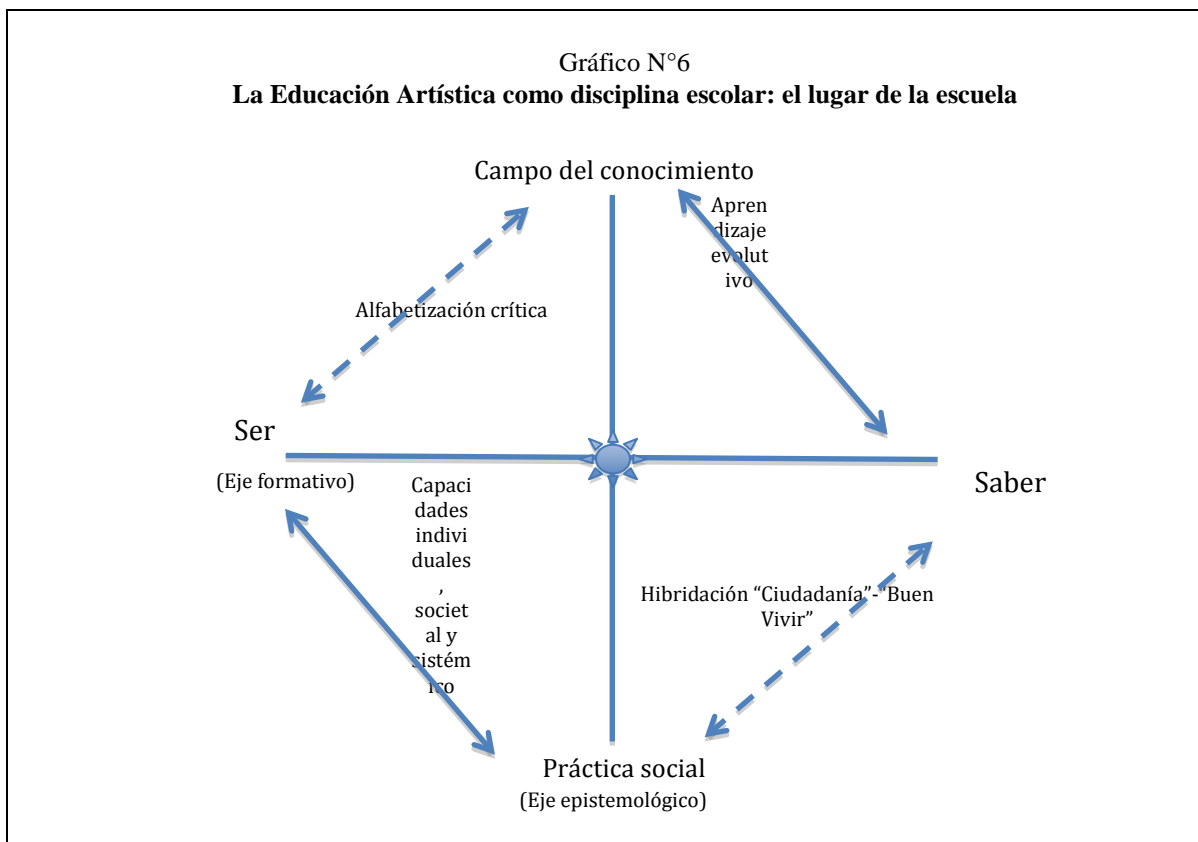 Gráfico N°6
La Educación Artística como disciplina escolar: el lugar de la escuela
Campo del conocimiento
Apren
dizaje
evolut
ivo
Alfabetización crítica
Ser
(Eje formativo)
Saber
Capaci
dades
indivi
duales
,
societ
al y
sistém
ico
Hibridación “Ciudadanía”-“Buen
Vivir”
Práctica social
(Eje epistemológico)